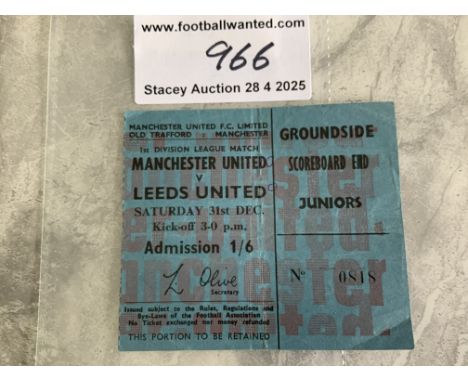 www.footballwanted.com
966
Stacey Auction 28 4 2025
MANCHESTER UNITED F.C. LIMITED
OLD TRAFFORD : MANCHESTER
1st DIVISION LEAGUE MATCH
MANCHESTER UNITED
v
LEEDS UNITED
SATURDAY 31st DEC.
Kick-off 3-0 p.m.
Admission 1/6
L. Olive
Secretary
Issued subject to the Rules, Regulations and
Bye-Laws of the Football Association
No Ticket exchanged nor money refunded
THIS PORTION TO BE RETAINED
GROUNDSIDE
SCOREBOARD END
JUNIORS
No 0818